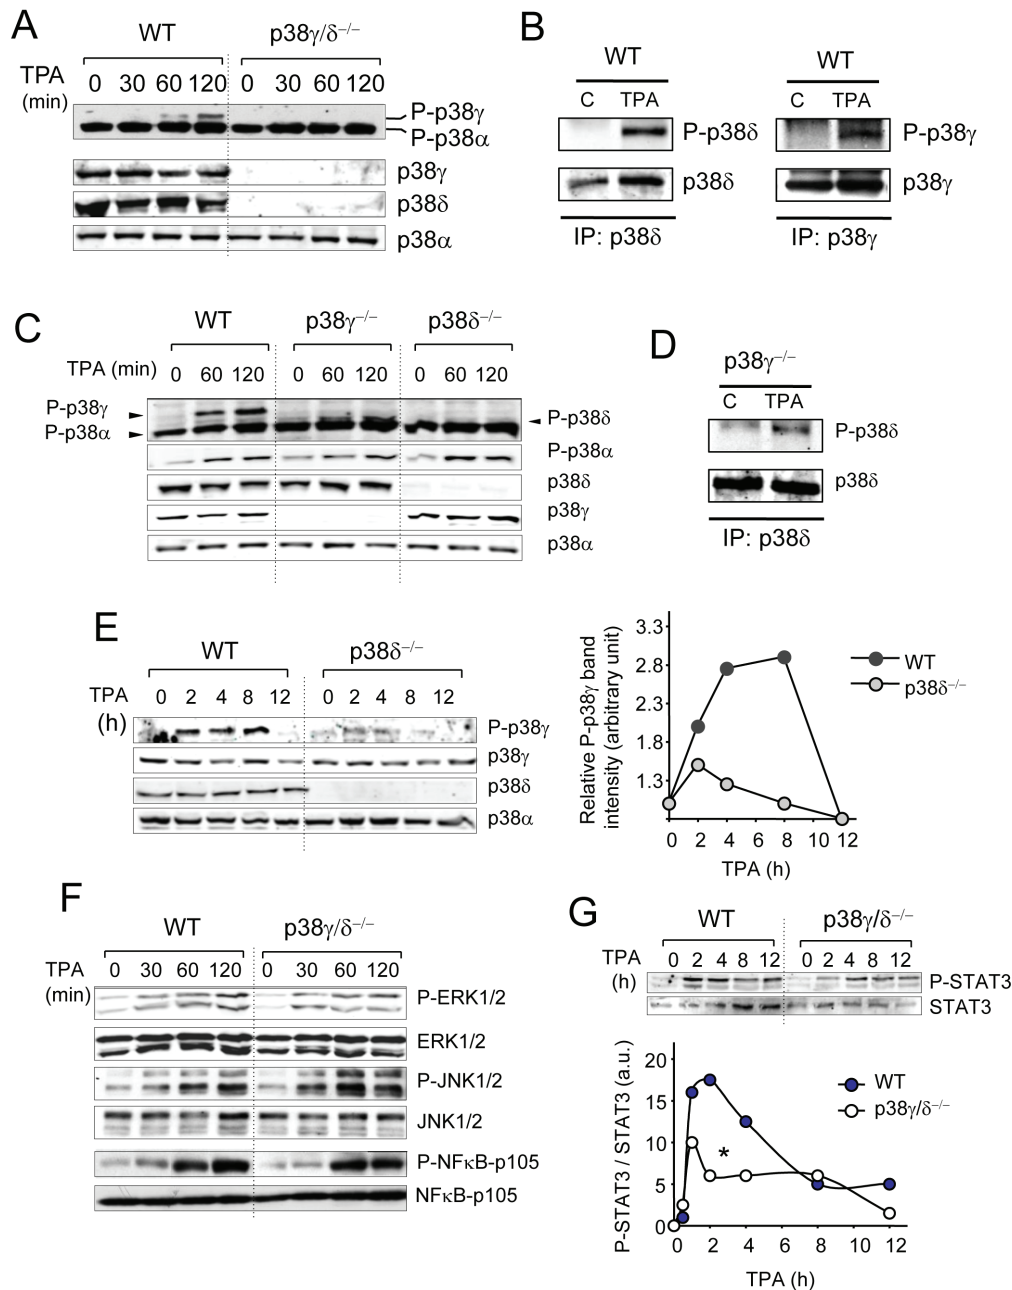 A
WT p38γ/δ–/–
TPA (min) 0 30 60 120 0 30 60 120
P-p38γ
P-p38α
p38γ
p38δ
p38α
B
WT WT
C TPA C TPA
P-p38δ P-p38γ
p38δ p38γ
IP: p38δ IP: p38γ
C
WT p38γ–/– p38δ–/–
TPA (min) 0 60 120 0 60 120 0 60 120
P-p38γ
P-p38δ
P-p38α
P-p38α
p38δ
p38γ
p38α
D
p38γ–/–
C TPA
P-p38δ
p38δ
IP: p38δ
E
WT p38δ–/–
TPA (h) 0 2 4 8 12 0 2 4 8 12
P-p38γ
p38γ
p38δ
p38α
Relative P-p38γ band
intensity (arbitrary unit)
3.3
2.8
2.3
1.8
1.3
0 2 4 6 8 10 12
TPA (h)
WT
p38δ–/–
F
WT p38γ/δ–/–
TPA (min) 0 30 60 120 0 30 60 120
P-ERK1/2
ERK1/2
P-JNK1/2
JNK1/2
P-NFκB-p105
NFκB-p105
G
WT p38γ/δ–/–
TPA (h) 0 2 4 8 12 0 2 4 8 12
P-STAT3
STAT3
P-STAT3 / STAT3 (a.u.)
20
15
10
5
0
*
0 2 4 6 8 10 12
TPA (h)
WT
p38γ/δ–/–